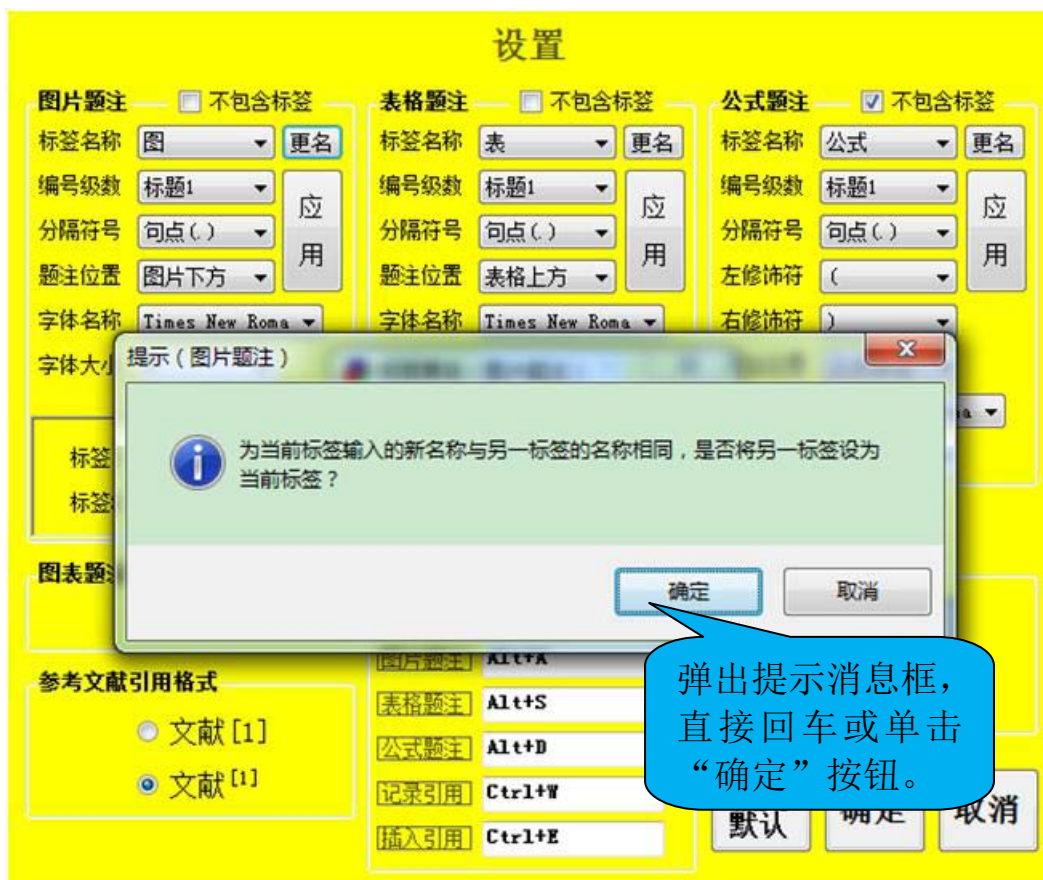 设置
图片题注 不包含标签
标签名称 图 更名
编号级数 标题1 应用
分隔符号 句点(.)
题注位置 图片下方
字体名称 Times New Roma
字体大小
标签
标签
表格题注 不包含标签
标签名称 表 更名
编号级数 标题1 应用
分隔符号 句点(.)
题注位置 表格上方
字体名称 Times New Roma
公式题注 不包含标签
标签名称 公式 更名
编号级数 标题1 应用
分隔符号 句点(.)
左修饰符 (
右修饰符 )
提示(图片题注)
为当前标签输入的新名称与另一标签的名称相同,是否将另一标签设为
当前标签?
确定 取消
图表题注
参考文献引用格式
文献[1]
文献[1]
图片题注 Alt+A
表格题注 Alt+S
公式题注 Alt+D
记录引用 Ctrl+W
插入引用 Ctrl+E
弹出提示消息框,
直接回车或单击
“确定”按钮。
默认 确定 取消